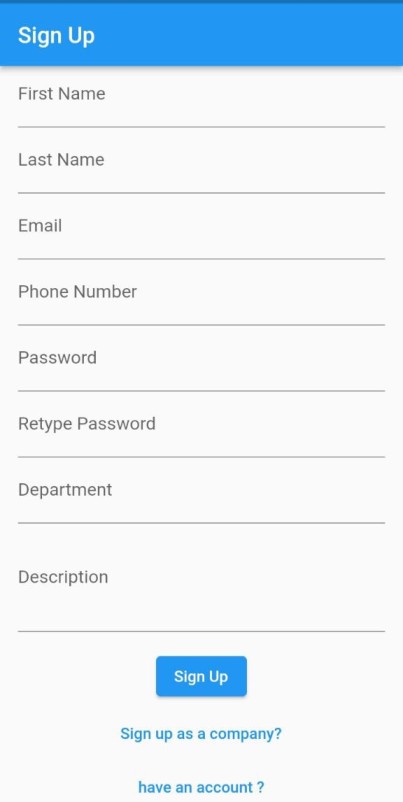 Sign Up
First Name
Last Name
Email
Phone Number
Password
Retype Password
Department
Description
Sign Up
Sign up as a company?
have an account ?